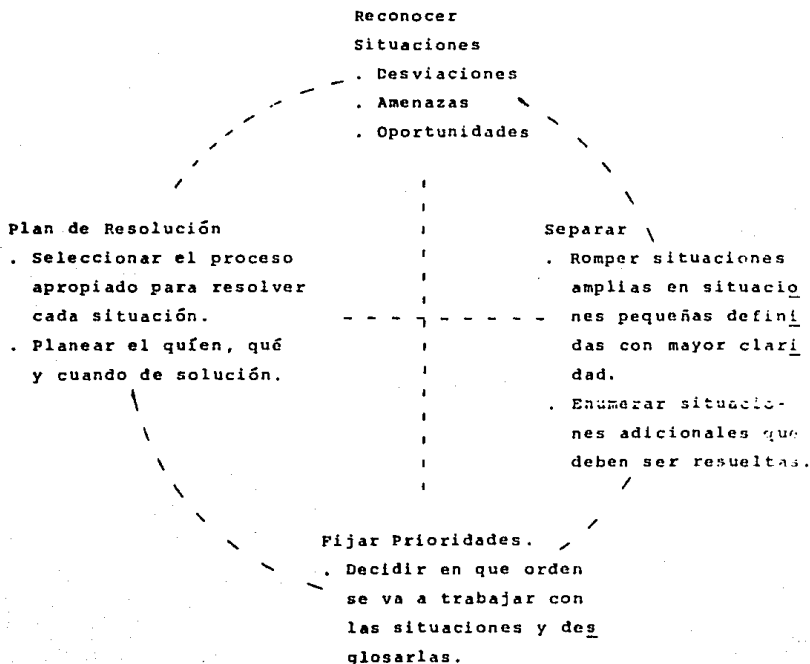 Reconocer
Situaciones
. Desviaciones
. Amenazas
. Oportunidades
Plan de Resolución
. Seleccionar el proceso
apropiado para resolver
cada situación.
. Planear el quíen, qué
y cuando de solución.
Separar
. Romper situaciones
amplias en situacio
nes pequeñas defini
das con mayor clari
dad.
. Enumerar situacio-
nes adicionales que
deben ser resueltas.
Fijar Prioridades.
. Decidir en que orden
se va a trabajar con
las situaciones y des
glosarlas.